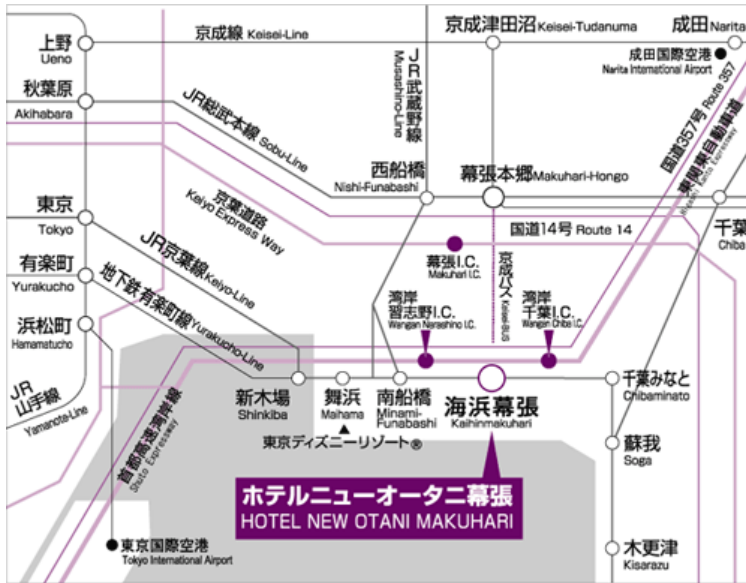 上野
Ueno
京成線 Keisei-Line
京成津田沼 Keisei-Tudanuma
成田 Narita
成田国際空港
Narita International Airport
秋葉原
Akihabara
JR総武本線 Sobu-Line
JR武蔵野線
Musashino-Line
国道357号 Route 357
東関東自動車道
Higashi Kanto Expressway
西船橋
Nishi-Funabashi
幕張本郷 Makuhari-Hongo
京葉道路
Keiyo Express Way
東京
Tokyo
JR京葉線 Keiyo-Line
国道14号 Route 14
千葉
Chiba
幕張I.C.
Makuhari I.C.
京成バス Keisei-BUS
有楽町
Yurakucho
地下鉄有楽町線 Yurakucho-Line
湾岸
習志野I.C.
Wangan Narashino I.C.
湾岸
千葉I.C.
Wangan Chiba I.C.
浜松町
Hamamatucho
JR
山手線
Yamanote-Line
首都高速湾岸線
Shuto Expressway
新木場
Shinkiba
舞浜
Maihama
東京ディズニーリゾート®
南船橋
Minami-
Funabashi
海浜幕張
Kaihinmakuhari
千葉みなと
Chibaminato
蘇我
Soga
ホテルニューオータニ幕張
HOTEL NEW OTANI MAKUHARI
東京国際空港
Tokyo International Airport
木更津
Kisarazu